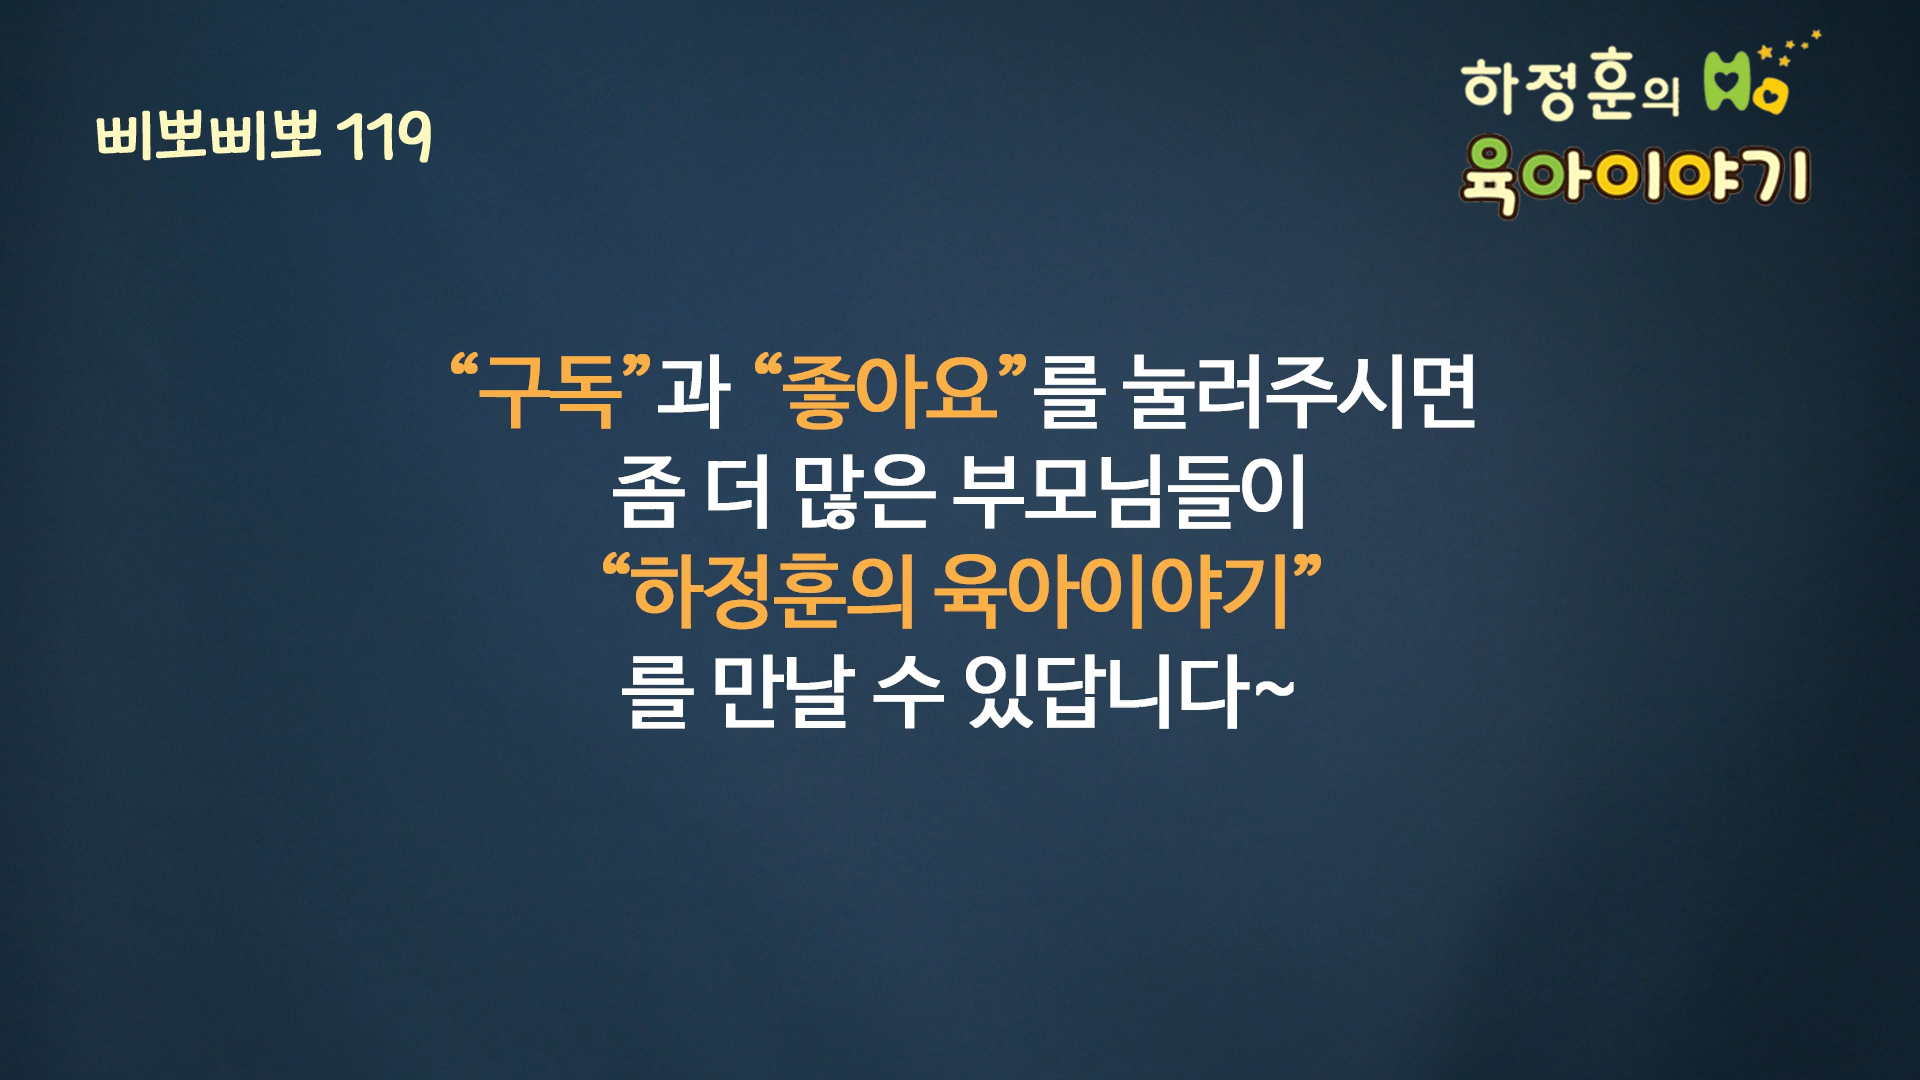 삐뽀삐뽀 119
하정훈의
육아이야기
“구독”과 “좋아요”를 눌러주시면
좀 더 많은 부모님들이
“하정훈의 육아이야기”
를 만날 수 있답니다~